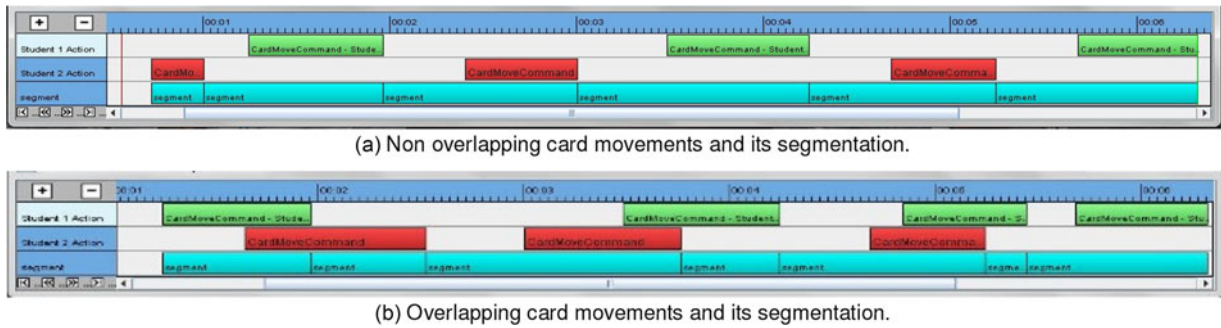 + - 00:01 00:02 00:03 00:04 00:05 00:06
Student 1 Action CardMoveCommand - Stude.. CardMoveCommand - Student. CardMoveCommand - Stu.
Student 2 Action CardMo... CardMoveCommand CardMoveComma..
segment segment segment segment segment segment segment
(a) Non overlapping card movements and its segmentation.
+ - 00:01 00:02 00:03 00:04 00:05 00:06
Student 1 Action CardMoveCommand - Stude.. CardMoveCommand - Student. CardMoveCommand - S. CardMoveCommand - Stu.
Student 2 Action CardMoveCommand CardMoveCommand CardMoveComma..
segment segment segment segment segment segment segme.. segment
(b) Overlapping card movements and its segmentation.